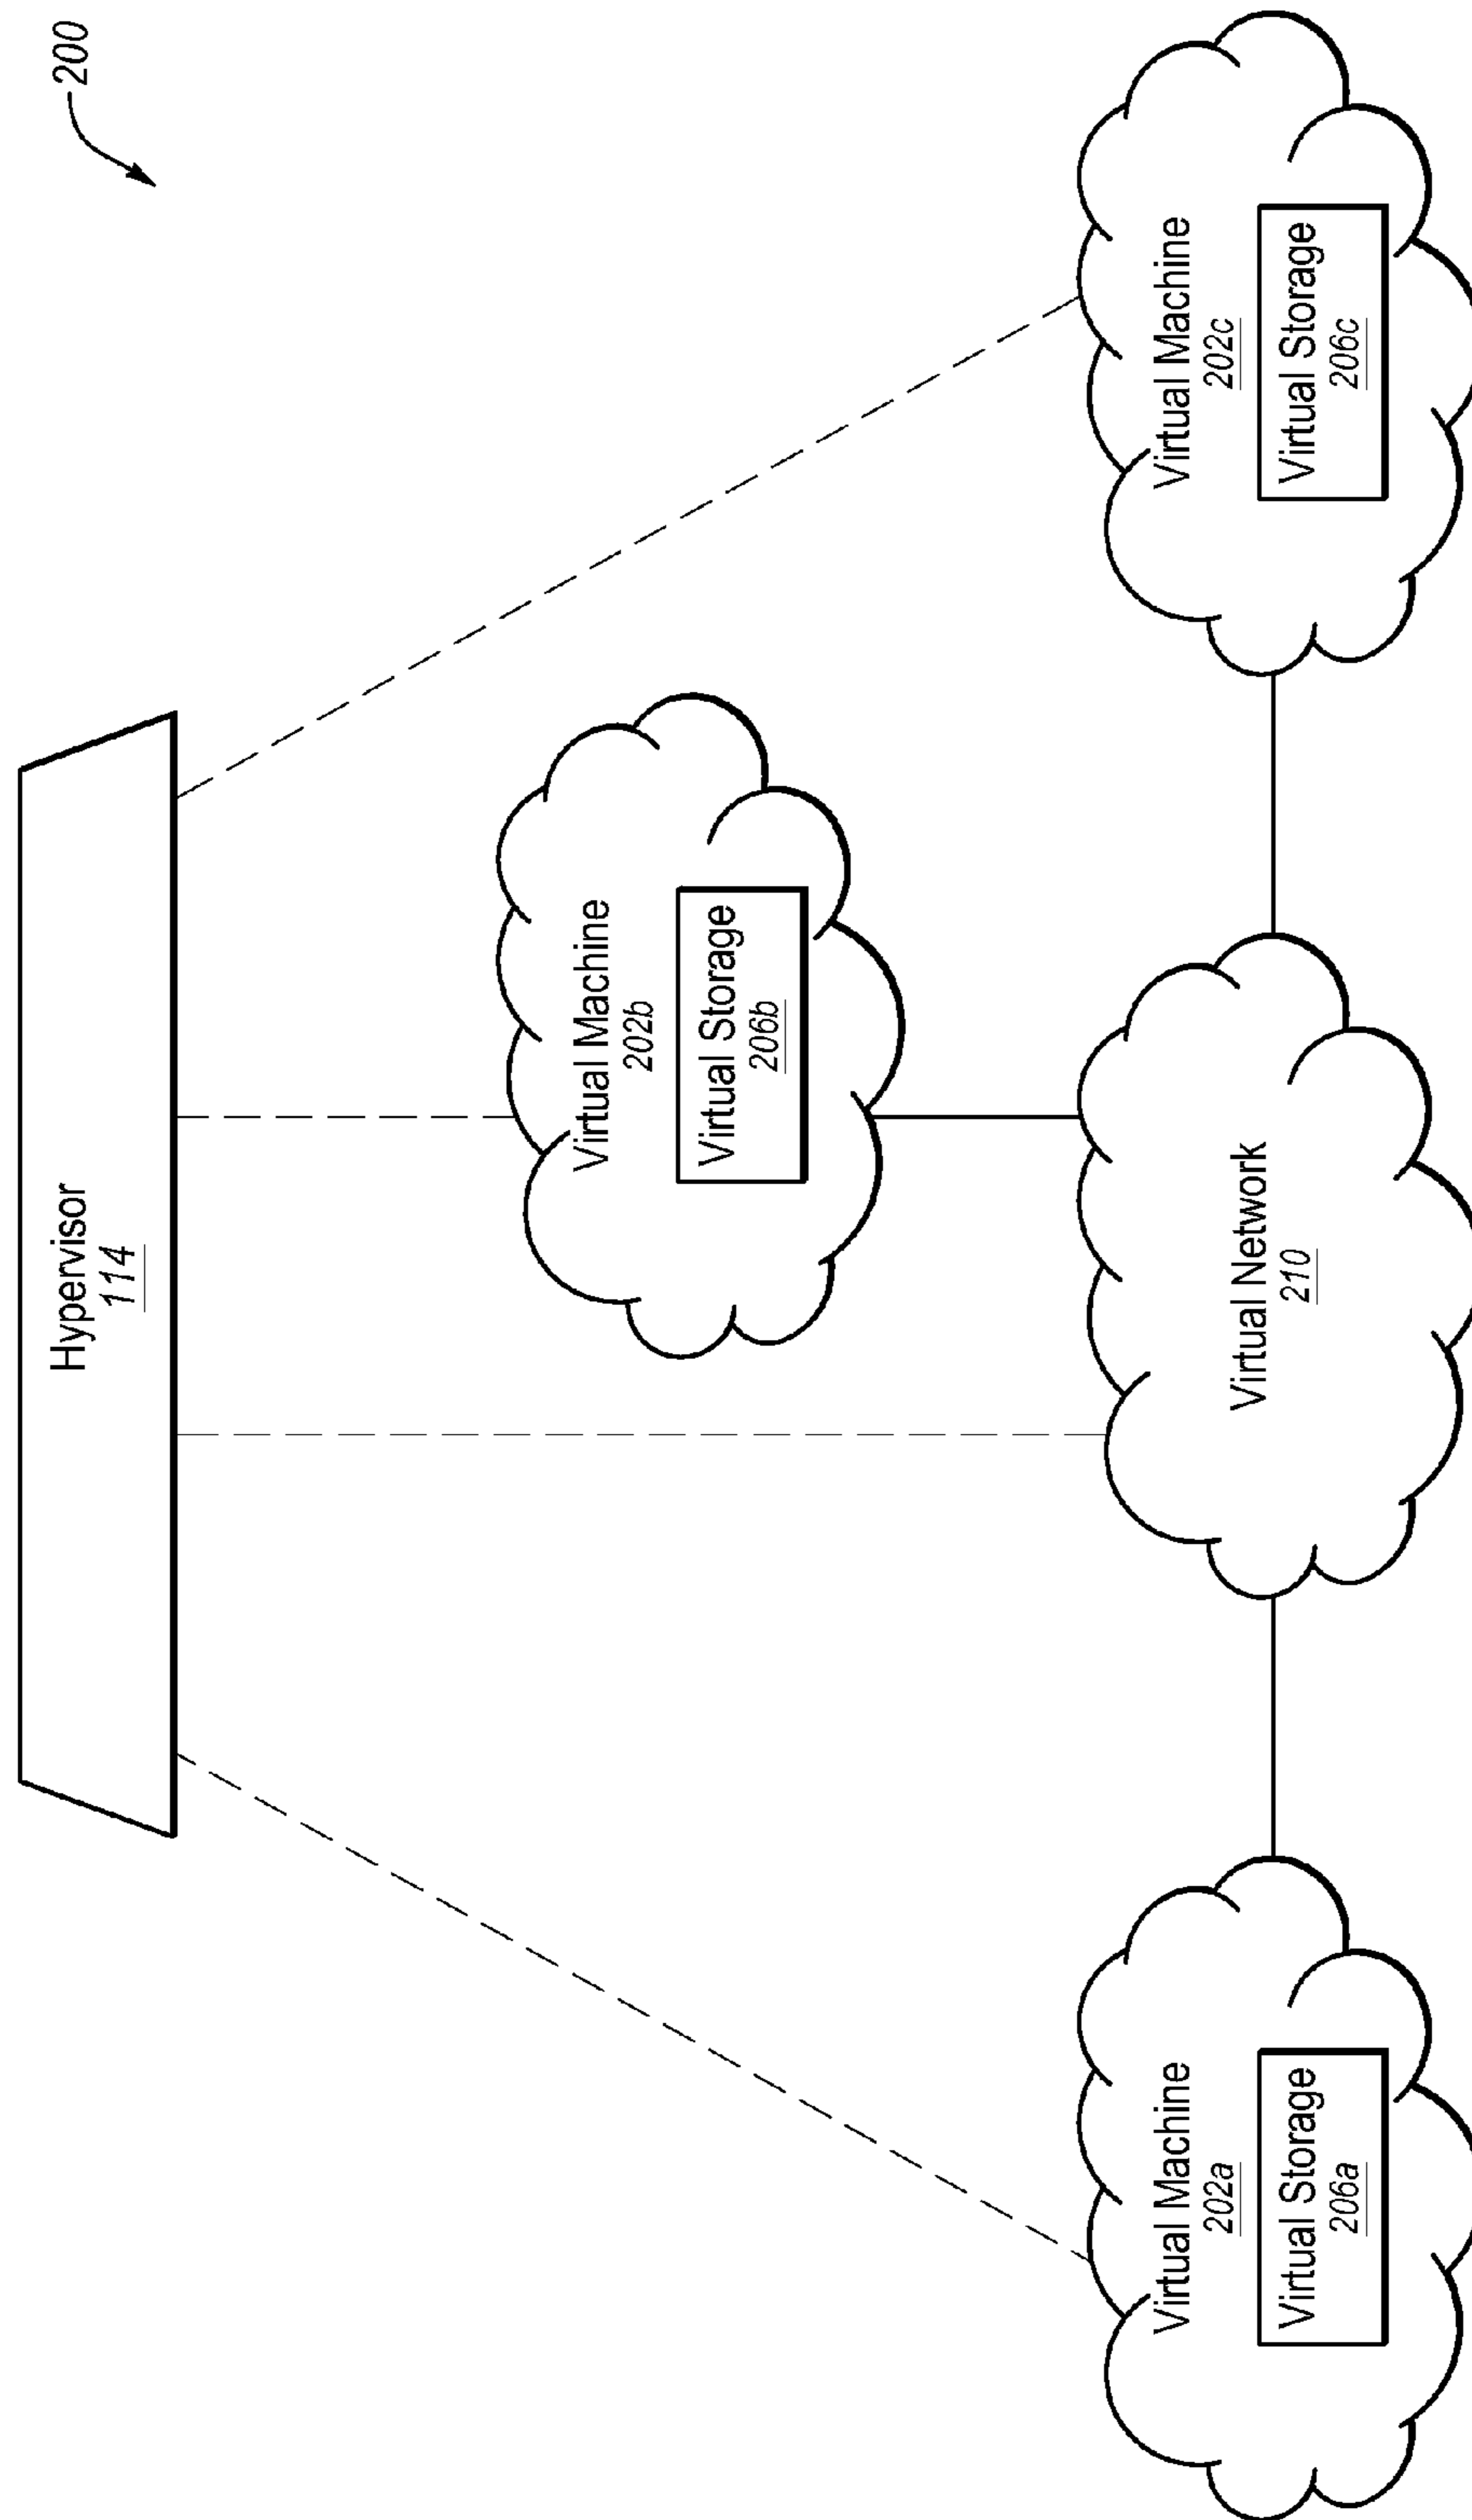 200
Hypervisor
114
Virtual Machine
202b
Virtual Storage
206b
Virtual Machine
202a
Virtual Storage
206a
Virtual Network
210
Virtual Machine
202c
Virtual Storage
206c